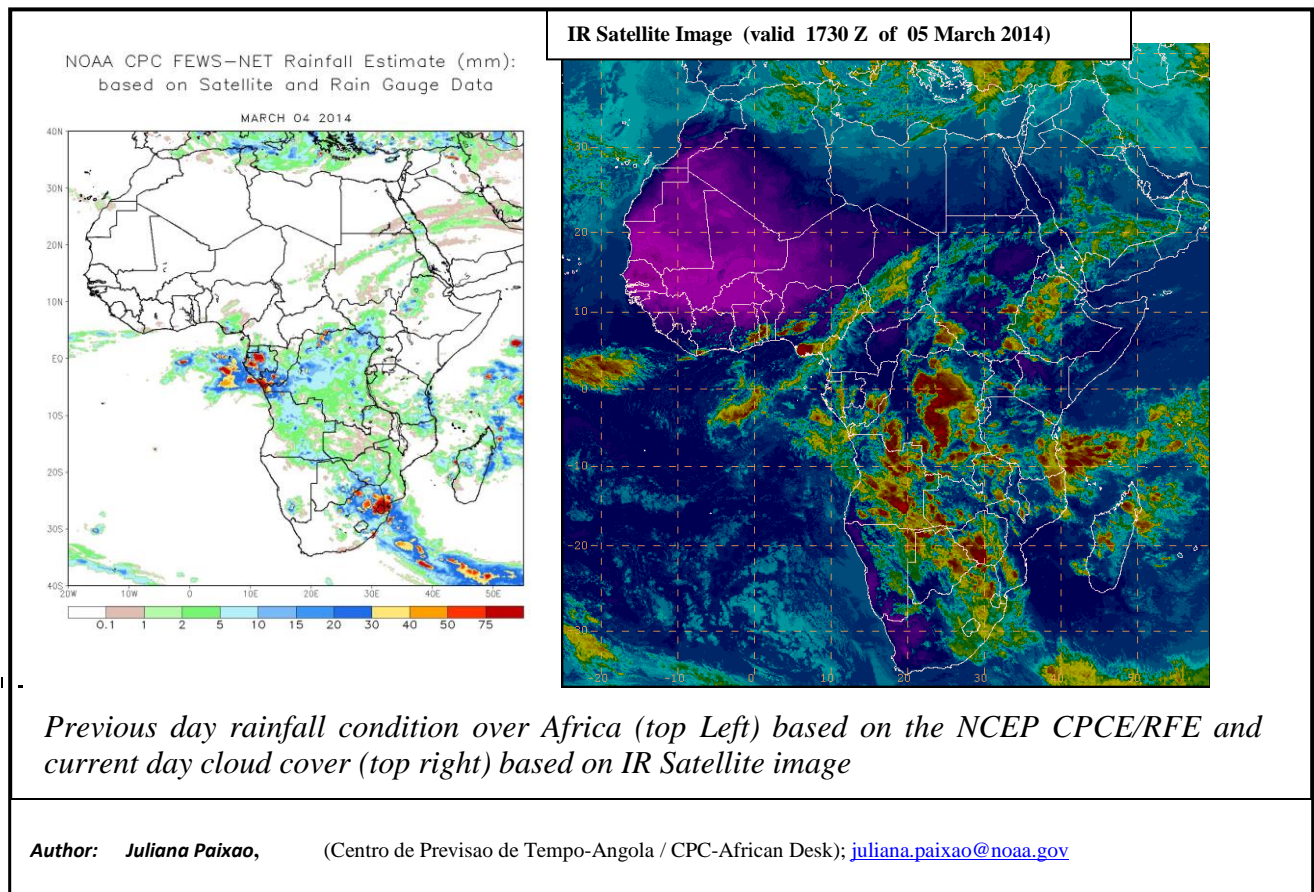 IR Satellite Image (valid 1730 Z of 05 March 2014)
NOAA CPC FEWS-NET Rainfall Estimate (mm):
based on Satellite and Rain Gauge Data
MARCH 04 2014
40N
30N
20N
10N
EQ
10S
20S
30S
40S
20W 10W 0 10E 20E 30E 40E 50E
0.1 1 2 5 10 15 20 30 40 50 75
30
20
10
0
-10
-20
-30
-20 -10 0 10 20 30 40 50
Previous day rainfall condition over Africa (top Left) based on the NCEP CPCE/RFE and
current day cloud cover (top right) based on IR Satellite image
Author: Juliana Paixao, (Centro de Previsao de Tempo-Angola / CPC-African Desk); juliana.paixao@noaa.gov